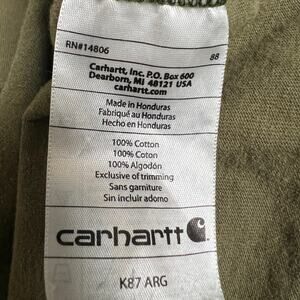 RN#14806 88
Carhartt, Inc. P.O. Box 600
Dearborn, MI 48121 USA
carhartt.com
Made in Honduras
Fabriqué au Honduras
Hecho en Honduras
100% Cotton
100% Coton
100% Algodón
Exclusive of trimming
Sans garniture
Sin incluir adorno
carhartt
K87 ARG